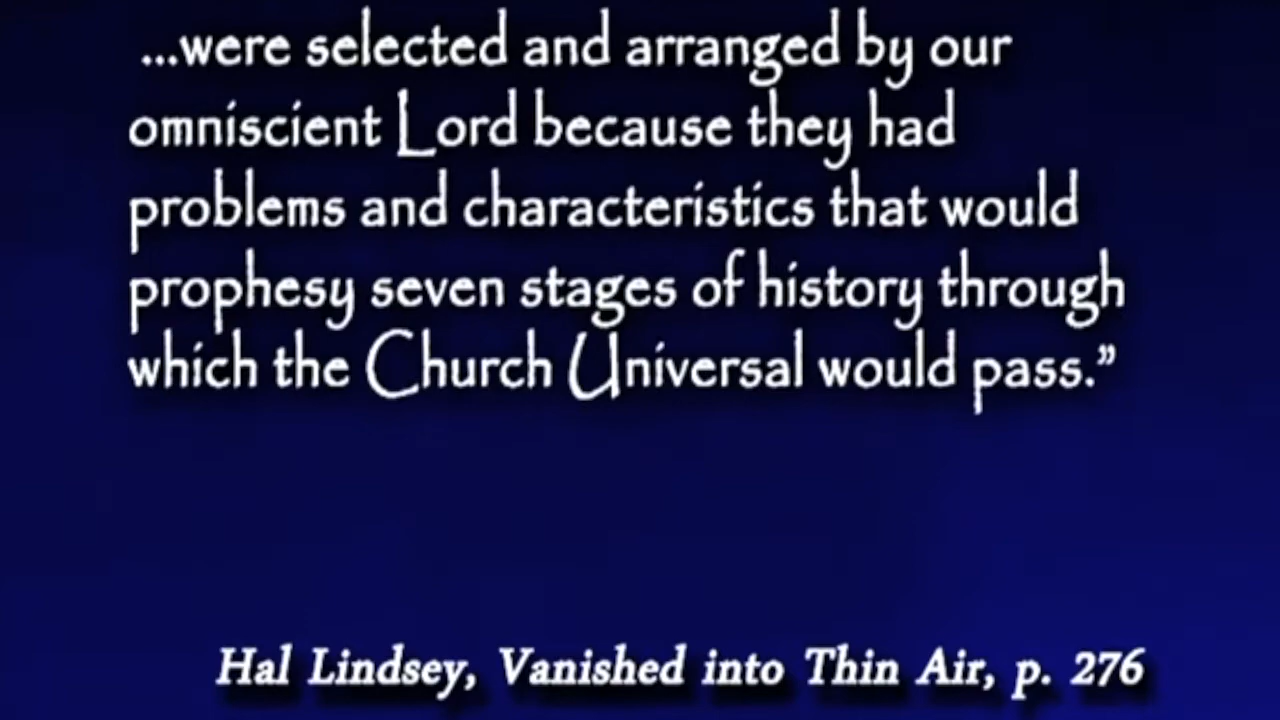 ...were selected and arranged by our
omniscient Lord because they had
problems and characteristics that would
prophesy seven stages of history through
which the Church Universal would pass.”
Hal Lindsey, Vanished into Thin Air, p. 276